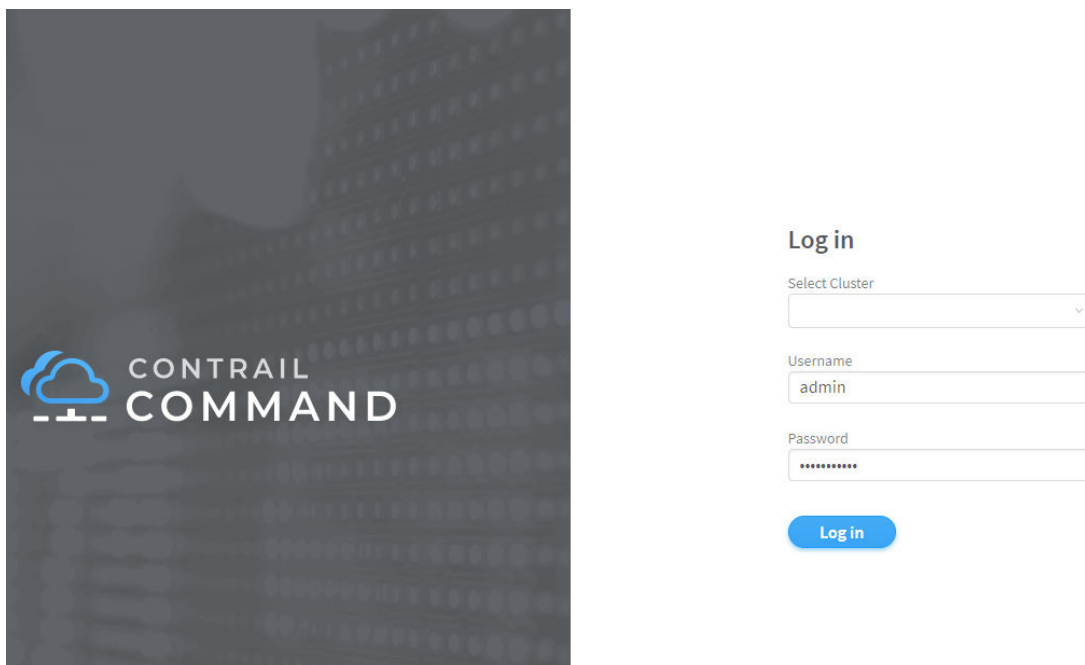 CONTRAIL
COMMAND
Log in
Select Cluster
Username
admin
Password
•••••••••••
Log in